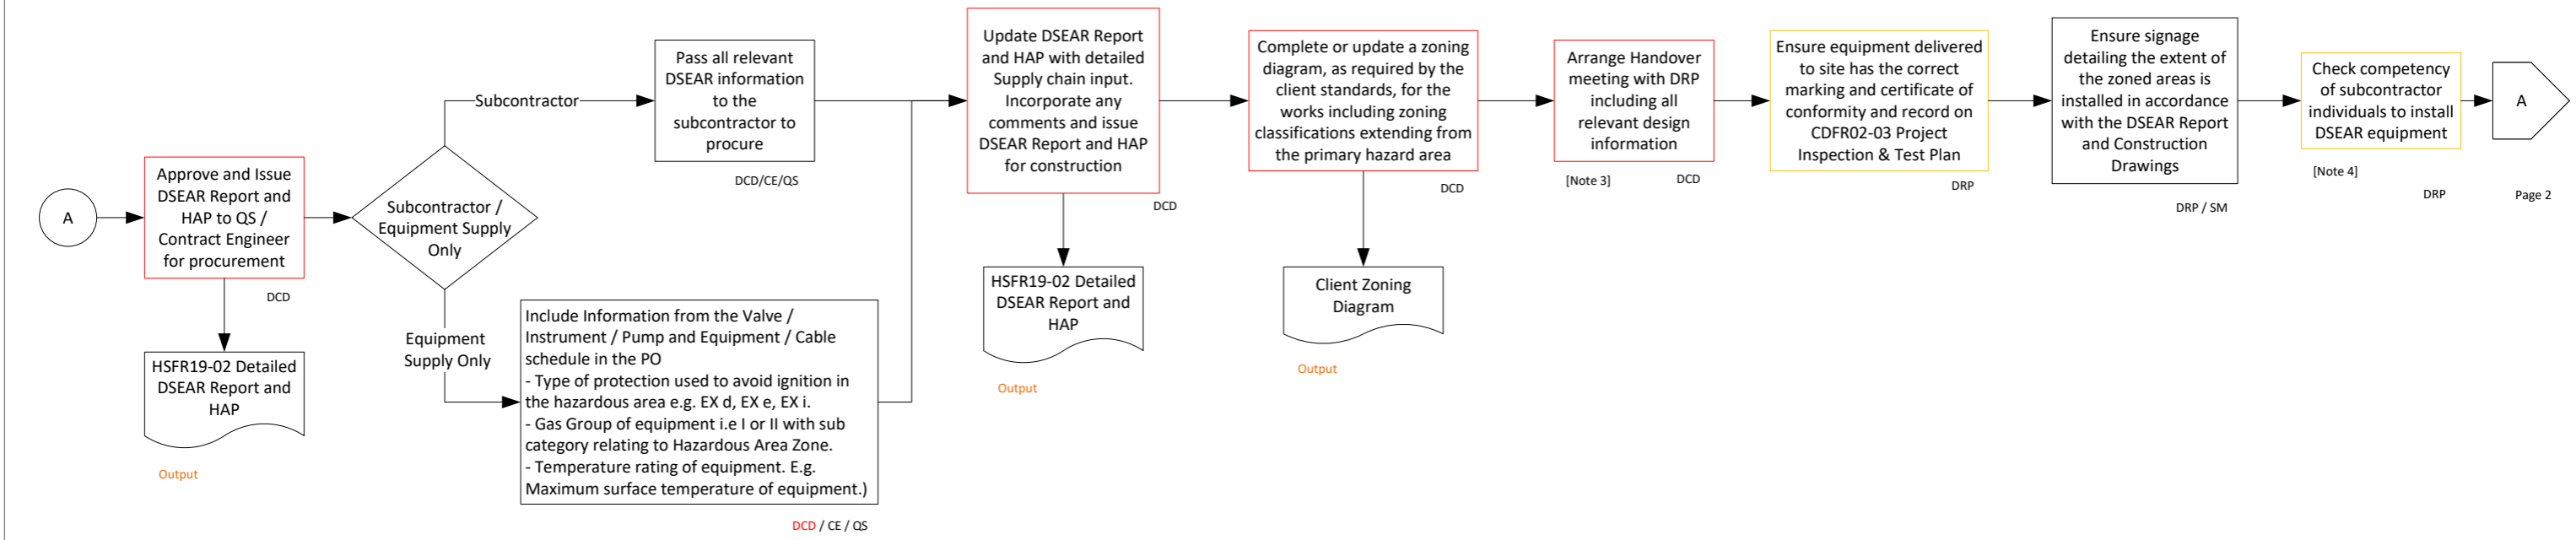 A
Approve and Issue
DSEAR Report and
HAP to QS /
Contract Engineer
for procurement
DCD
HSFR19-02 Detailed
DSEAR Report and
HAP
Output
Subcontractor /
Equipment Supply
Only
Subcontractor
Pass all relevant
DSEAR information
to the
subcontractor to
procure
DCD/CE/QS
Equipment
Supply Only
Include Information from the Valve /
Instrument / Pump and Equipment / Cable
schedule in the PO
- Type of protection used to avoid ignition in
the hazardous area e.g. EX d, EX e, EX i.
- Gas Group of equipment i.e I or II with sub
category relating to Hazardous Area Zone.
- Temperature rating of equipment. E.g.
Maximum surface temperature of equipment.)
DCD / CE / QS
Update DSEAR Report
and HAP with detailed
Supply chain input.
Incorporate any
comments and issue
DSEAR Report and HAP
for construction
DCD
HSFR19-02 Detailed
DSEAR Report and
HAP
Output
Complete or update a zoning
diagram, as required by the
client standards, for the
works including zoning
classifications extending from
the primary hazard area
DCD
Client Zoning
Diagram
Output
Arrange Handover
meeting with DRP
including all
relevant design
information
[Note 3]
DCD
Ensure equipment delivered
to site has the correct
marking and certificate of
conformity and record on
CDFR02-03 Project
Inspection & Test Plan
DRP
Ensure signage
detailing the extent of
the zoned areas is
installed in accordance
with the DSEAR Report
and Construction
Drawings
DRP / SM
Check competency
of subcontractor
individuals to install
DSEAR equipment
[Note 4]
DRP
A
Page 2